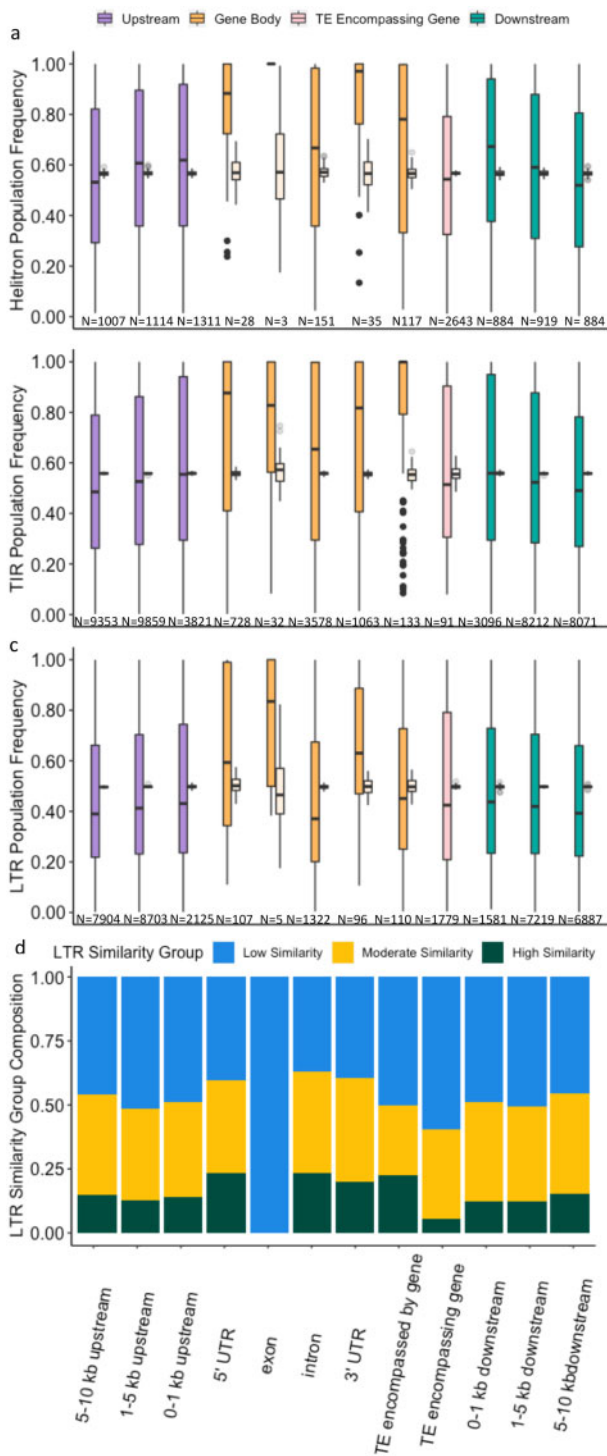 a
Upstream Gene Body TE Encompassing Gene Downstream
Helitron Population Frequency
1.00
0.80
0.60
0.40
0.20
0.00
N=1007 N=1114 N=1311 N=28 N=3 N=151 N=35 N=117 N=2643 N=884 N=919 N= 884
TIR Population Frequency
1.00
0.80
0.60
0.40
0.20
0.00
N=9353 N=9859 N=3821 N=728 N=32 N=3578 N=1063 N=133 N=91 N=3096 N=8212 N=8071
c
LTR Population Frequency
1.00
0.80
0.60
0.40
0.20
0.00
N=7904 N=8703 N=2125 N=107 N=5 N=1322 N=96 N=110 N=1779 N=1581 N=7219 N=6887
d
LTR Similarity Group Low Similarity Moderate Similarity High Similarity
LTR Similarity Group Composition
1.00
0.75
0.50
0.25
0.00
5-10 kb upstream
1-5 kb upstream
0-1 kb upstream
5' UTR
exon
intron
3' UTR
TE encompassed by gene
TE encompassing gene
0-1 kb downstream
1-5 kb downstream
5-10 kbdownstream